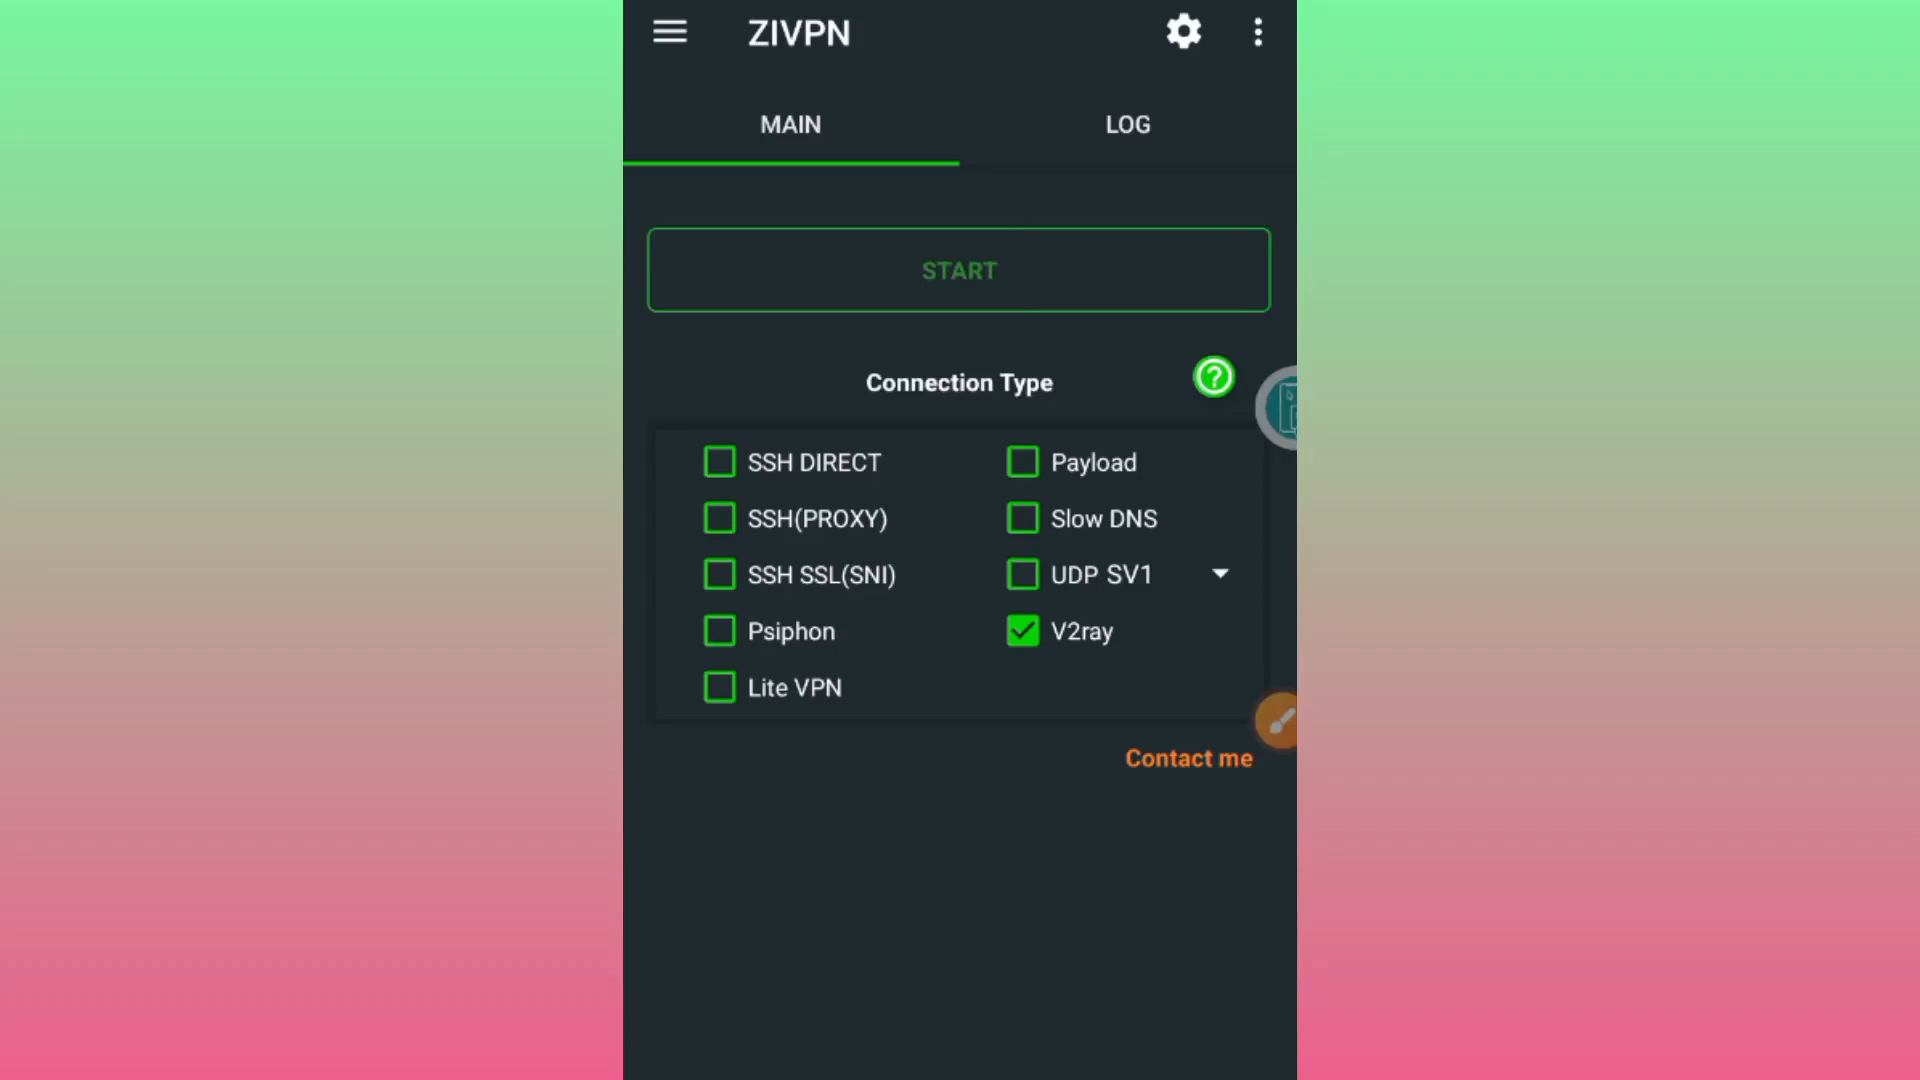 ZIVPN
MAIN
LOG
START
Connection Type
SSH DIRECT
Payload
SSH(PROXY)
Slow DNS
SSH SSL(SNI)
UDP SV1
Psiphon
V2ray
Lite VPN
Contact me